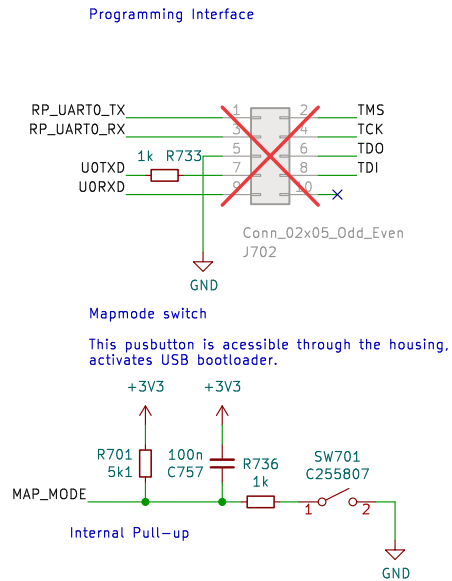 Programming Interface
RP_UART0_TX 1 2 TMS
RP_UART0_RX 3 4 TCK
5 6 TDO
1k R733
U0TXD 7 8 TDI
U0RXD 9 10
Conn_02x05_Odd_Even
J702
GND
Mapmode switch
This pusbutton is acessible through the housing,
activates USB bootloader.
+3V3 +3V3
R701 100n
5k1 C757
R736
1k
SW701
C255807
MAP_MODE
1 2
Internal Pull-up
GND